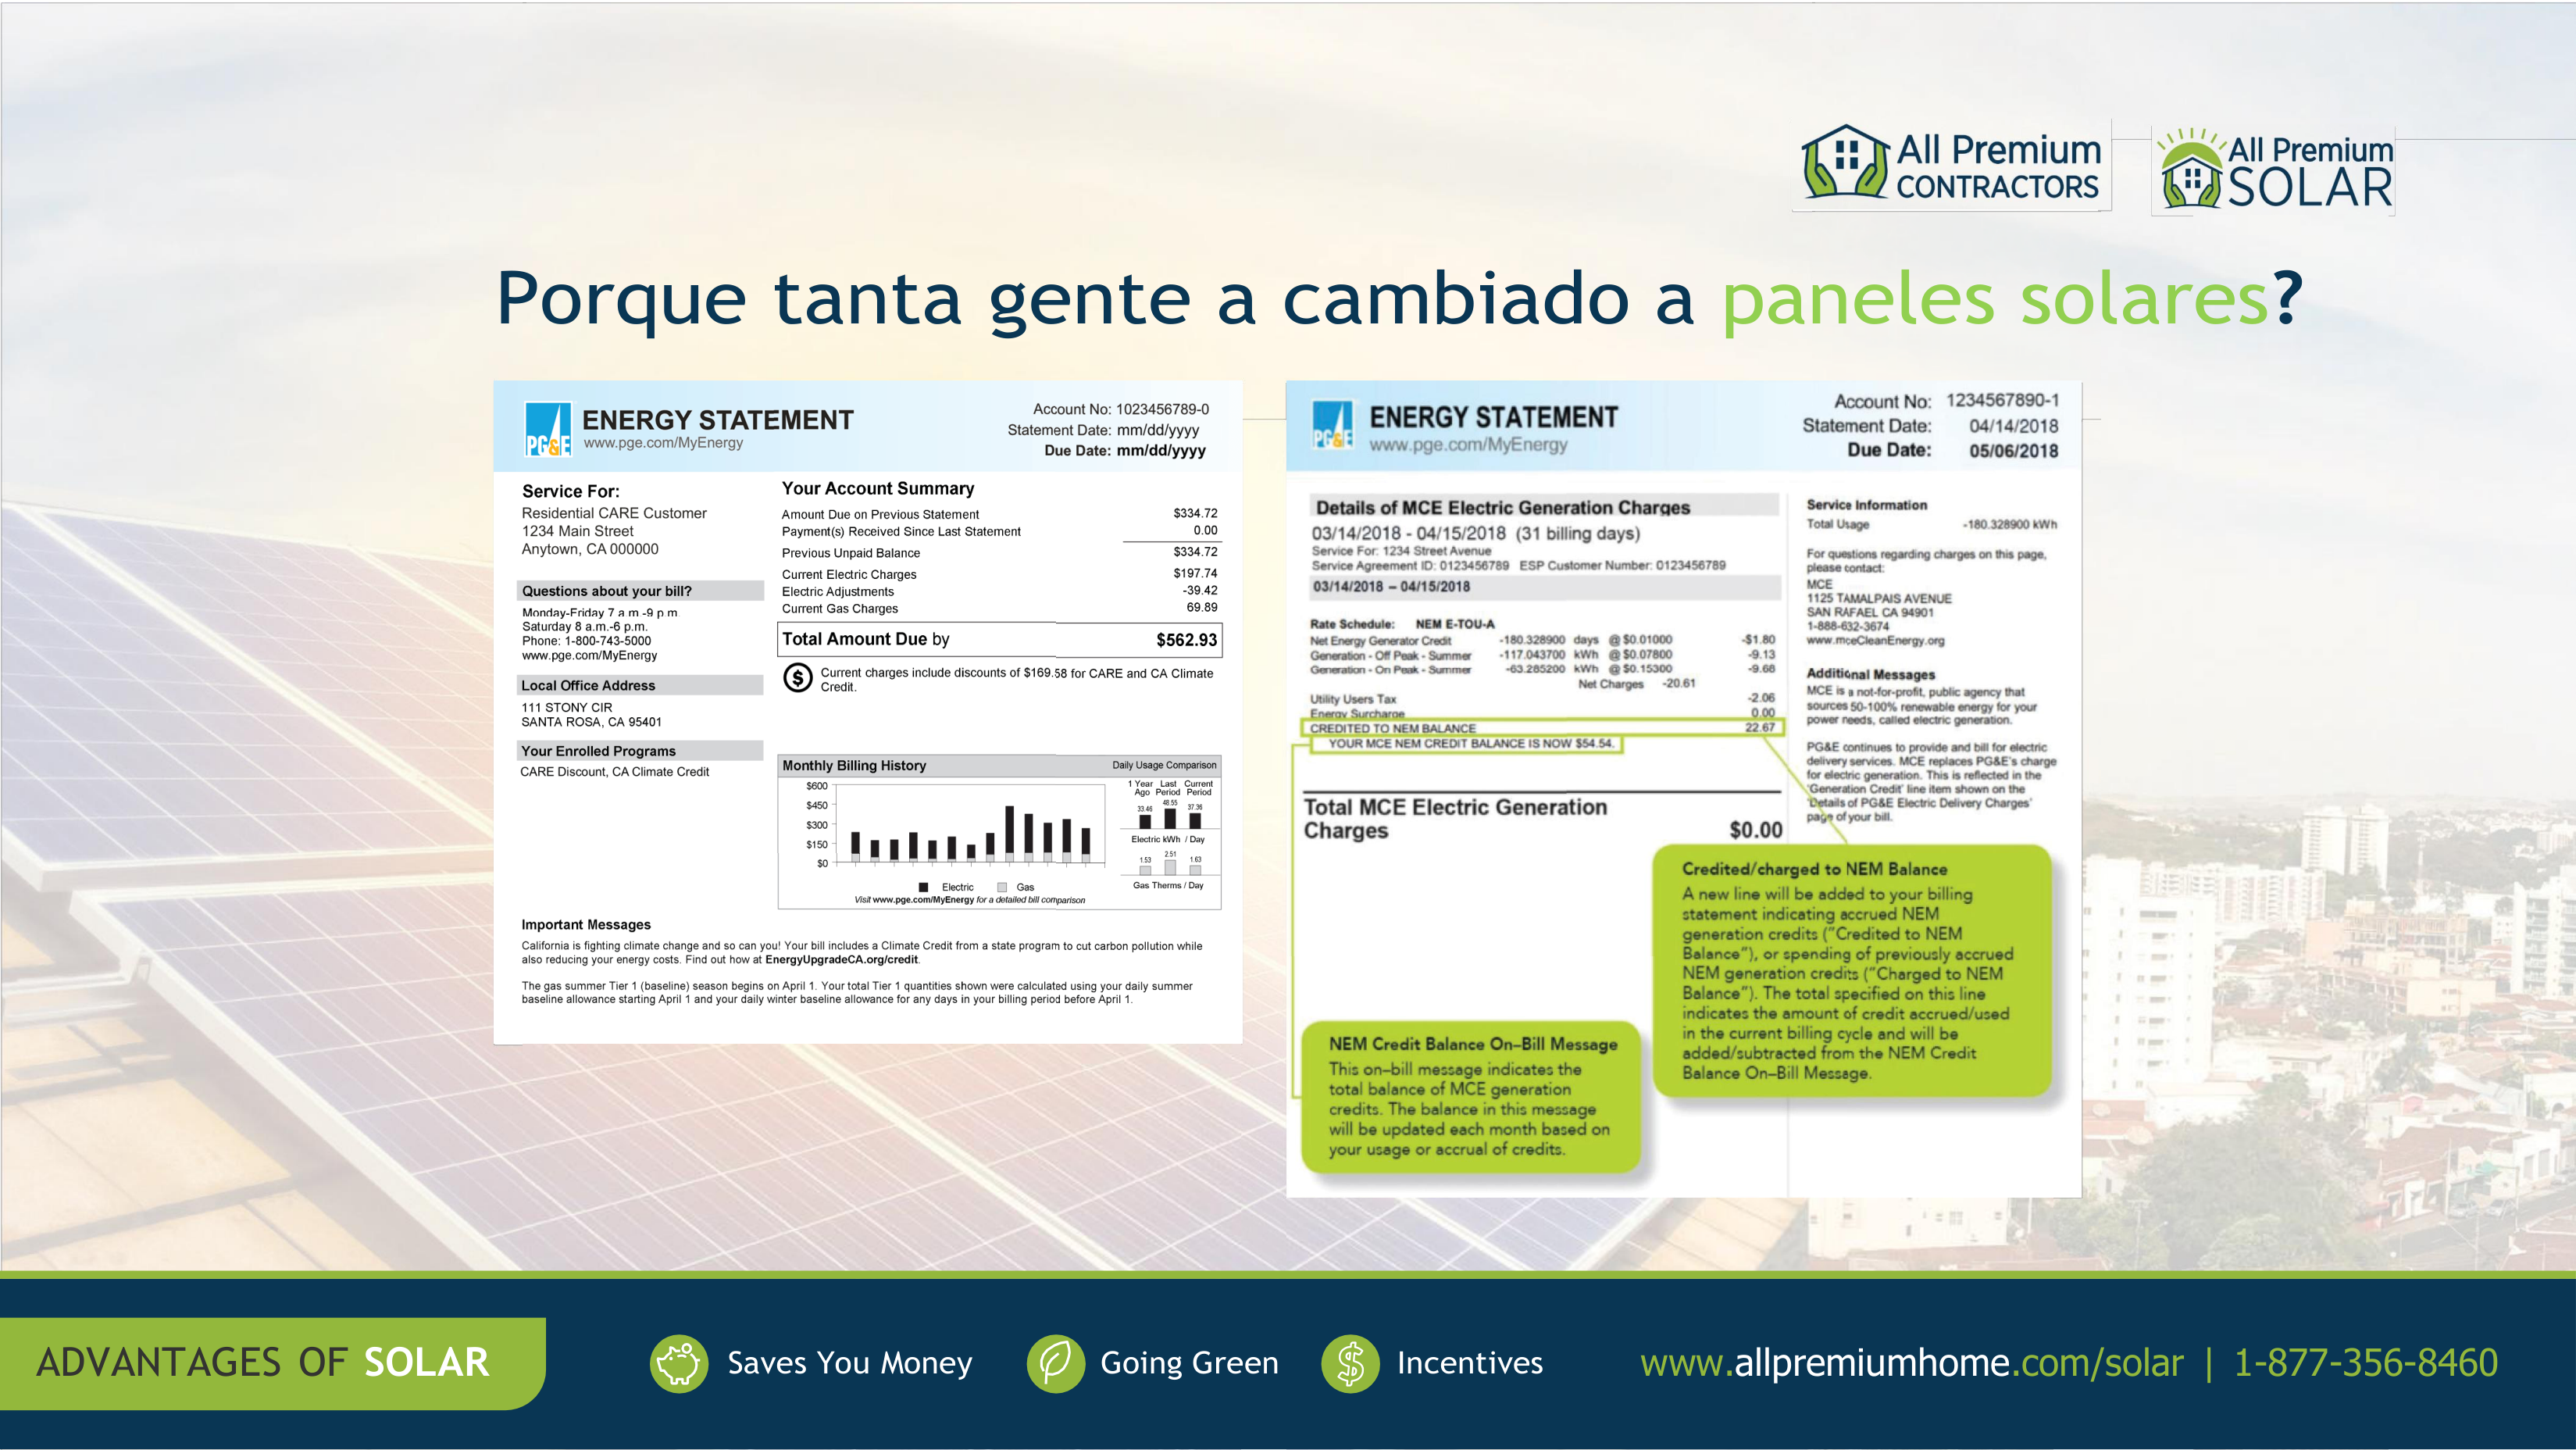 All Premium
CONTRACTORS
All Premium
SOLAR
Porque tanta gente a cambiado a paneles solares?
PG&E
ENERGY STATEMENT
www.pge.com/MyEnergy
Account No: 1023456789-0
Statement Date: mm/dd/yyyy
Due Date: mm/dd/yyyy
Service For:
Residential CARE Customer
1234 Main Street
Anytown, CA 000000
Questions about your bill?
Monday-Friday 7 a.m.-9 p.m.
Saturday 8 a.m.-6 p.m.
Phone: 1-800-743-5000
www.pge.com/MyEnergy
Local Office Address
111 STONY CIR
SANTA ROSA, CA 95401
Your Enrolled Programs
CARE Discount, CA Climate Credit
Your Account Summary
Amount Due on Previous Statement $334.72
Payment(s) Received Since Last Statement 0.00
Previous Unpaid Balance $334.72
Current Electric Charges $197.74
Electric Adjustments -39.42
Current Gas Charges 69.89
Total Amount Due by $562.93
$ Current charges include discounts of $169.58 for CARE and CA Climate
Credit.
Monthly Billing History Daily Usage Comparison
$600
$450
$300
$150
$0
Electric Gas
1 Year Last Current
Ago Period Period
33.46 48.55 37.36
Electric kWh / Day
1.53 2.51 1.63
Gas Therms / Day
Visit www.pge.com/MyEnergy for a detailed bill comparison
Important Messages
California is fighting climate change and so can you! Your bill includes a Climate Credit from a state program to cut carbon pollution while
also reducing your energy costs. Find out how at EnergyUpgradeCA.org/credit.
The gas summer Tier 1 (baseline) season begins on April 1. Your total Tier 1 quantities shown were calculated using your daily summer
baseline allowance starting April 1 and your daily winter baseline allowance for any days in your billing period before April 1.
PG&E
ENERGY STATEMENT
www.pge.com/MyEnergy
Account No: 1234567890-1
Statement Date: 04/14/2018
Due Date: 05/06/2018
Details of MCE Electric Generation Charges
03/14/2018 - 04/15/2018 (31 billing days)
Service For: 1234 Street Avenue
Service Agreement ID: 0123456789 ESP Customer Number: 0123456789
03/14/2018 – 04/15/2018
Rate Schedule: NEM E-TOU-A
Net Energy Generator Credit -180.328900 days @ $0.01000 -$1.80
Generation - Off Peak - Summer -117.043700 kWh @ $0.07800 -9.13
Generation - On Peak - Summer -63.285200 kWh @ $0.15300 -9.68
Net Charges -20.61
Utility Users Tax -2.06
Energy Surcharge 0.00
CREDITED TO NEM BALANCE 22.67
YOUR MCE NEM CREDIT BALANCE IS NOW $54.54.
Total MCE Electric Generation
Charges $0.00
Service Information
Total Usage -180.328900 kWh
For questions regarding charges on this page,
please contact:
MCE
1125 TAMALPAIS AVENUE
SAN RAFAEL CA 94901
1-888-632-3674
www.mceCleanEnergy.org
Additional Messages
MCE is a not-for-profit, public agency that
sources 50-100% renewable energy for your
power needs, called electric generation.
PG&E continues to provide and bill for electric
delivery services. MCE replaces PG&E's charge
for electric generation. This is reflected in the
'Generation Credit' line item shown on the
'Details of PG&E Electric Delivery Charges'
page of your bill.
Credited/charged to NEM Balance
A new line will be added to your billing
statement indicating accrued NEM
generation credits ("Credited to NEM
Balance"), or spending of previously accrued
NEM generation credits ("Charged to NEM
Balance"). The total specified on this line
indicates the amount of credit accrued/used
in the current billing cycle and will be
added/subtracted from the NEM Credit
Balance On–Bill Message.
NEM Credit Balance On–Bill Message
This on–bill message indicates the
total balance of MCE generation
credits. The balance in this message
will be updated each month based on
your usage or accrual of credits.
ADVANTAGES OF SOLAR
Saves You Money
Going Green
$ Incentives
www.allpremiumhome.com/solar | 1-877-356-8460